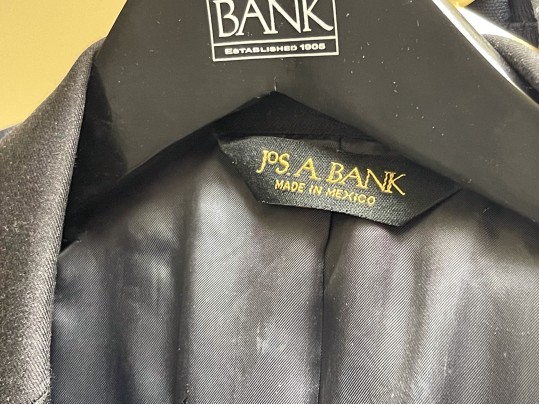 BANK
ESTABLISHED 1905
JOS. A. BANK
MADE IN MEXICO